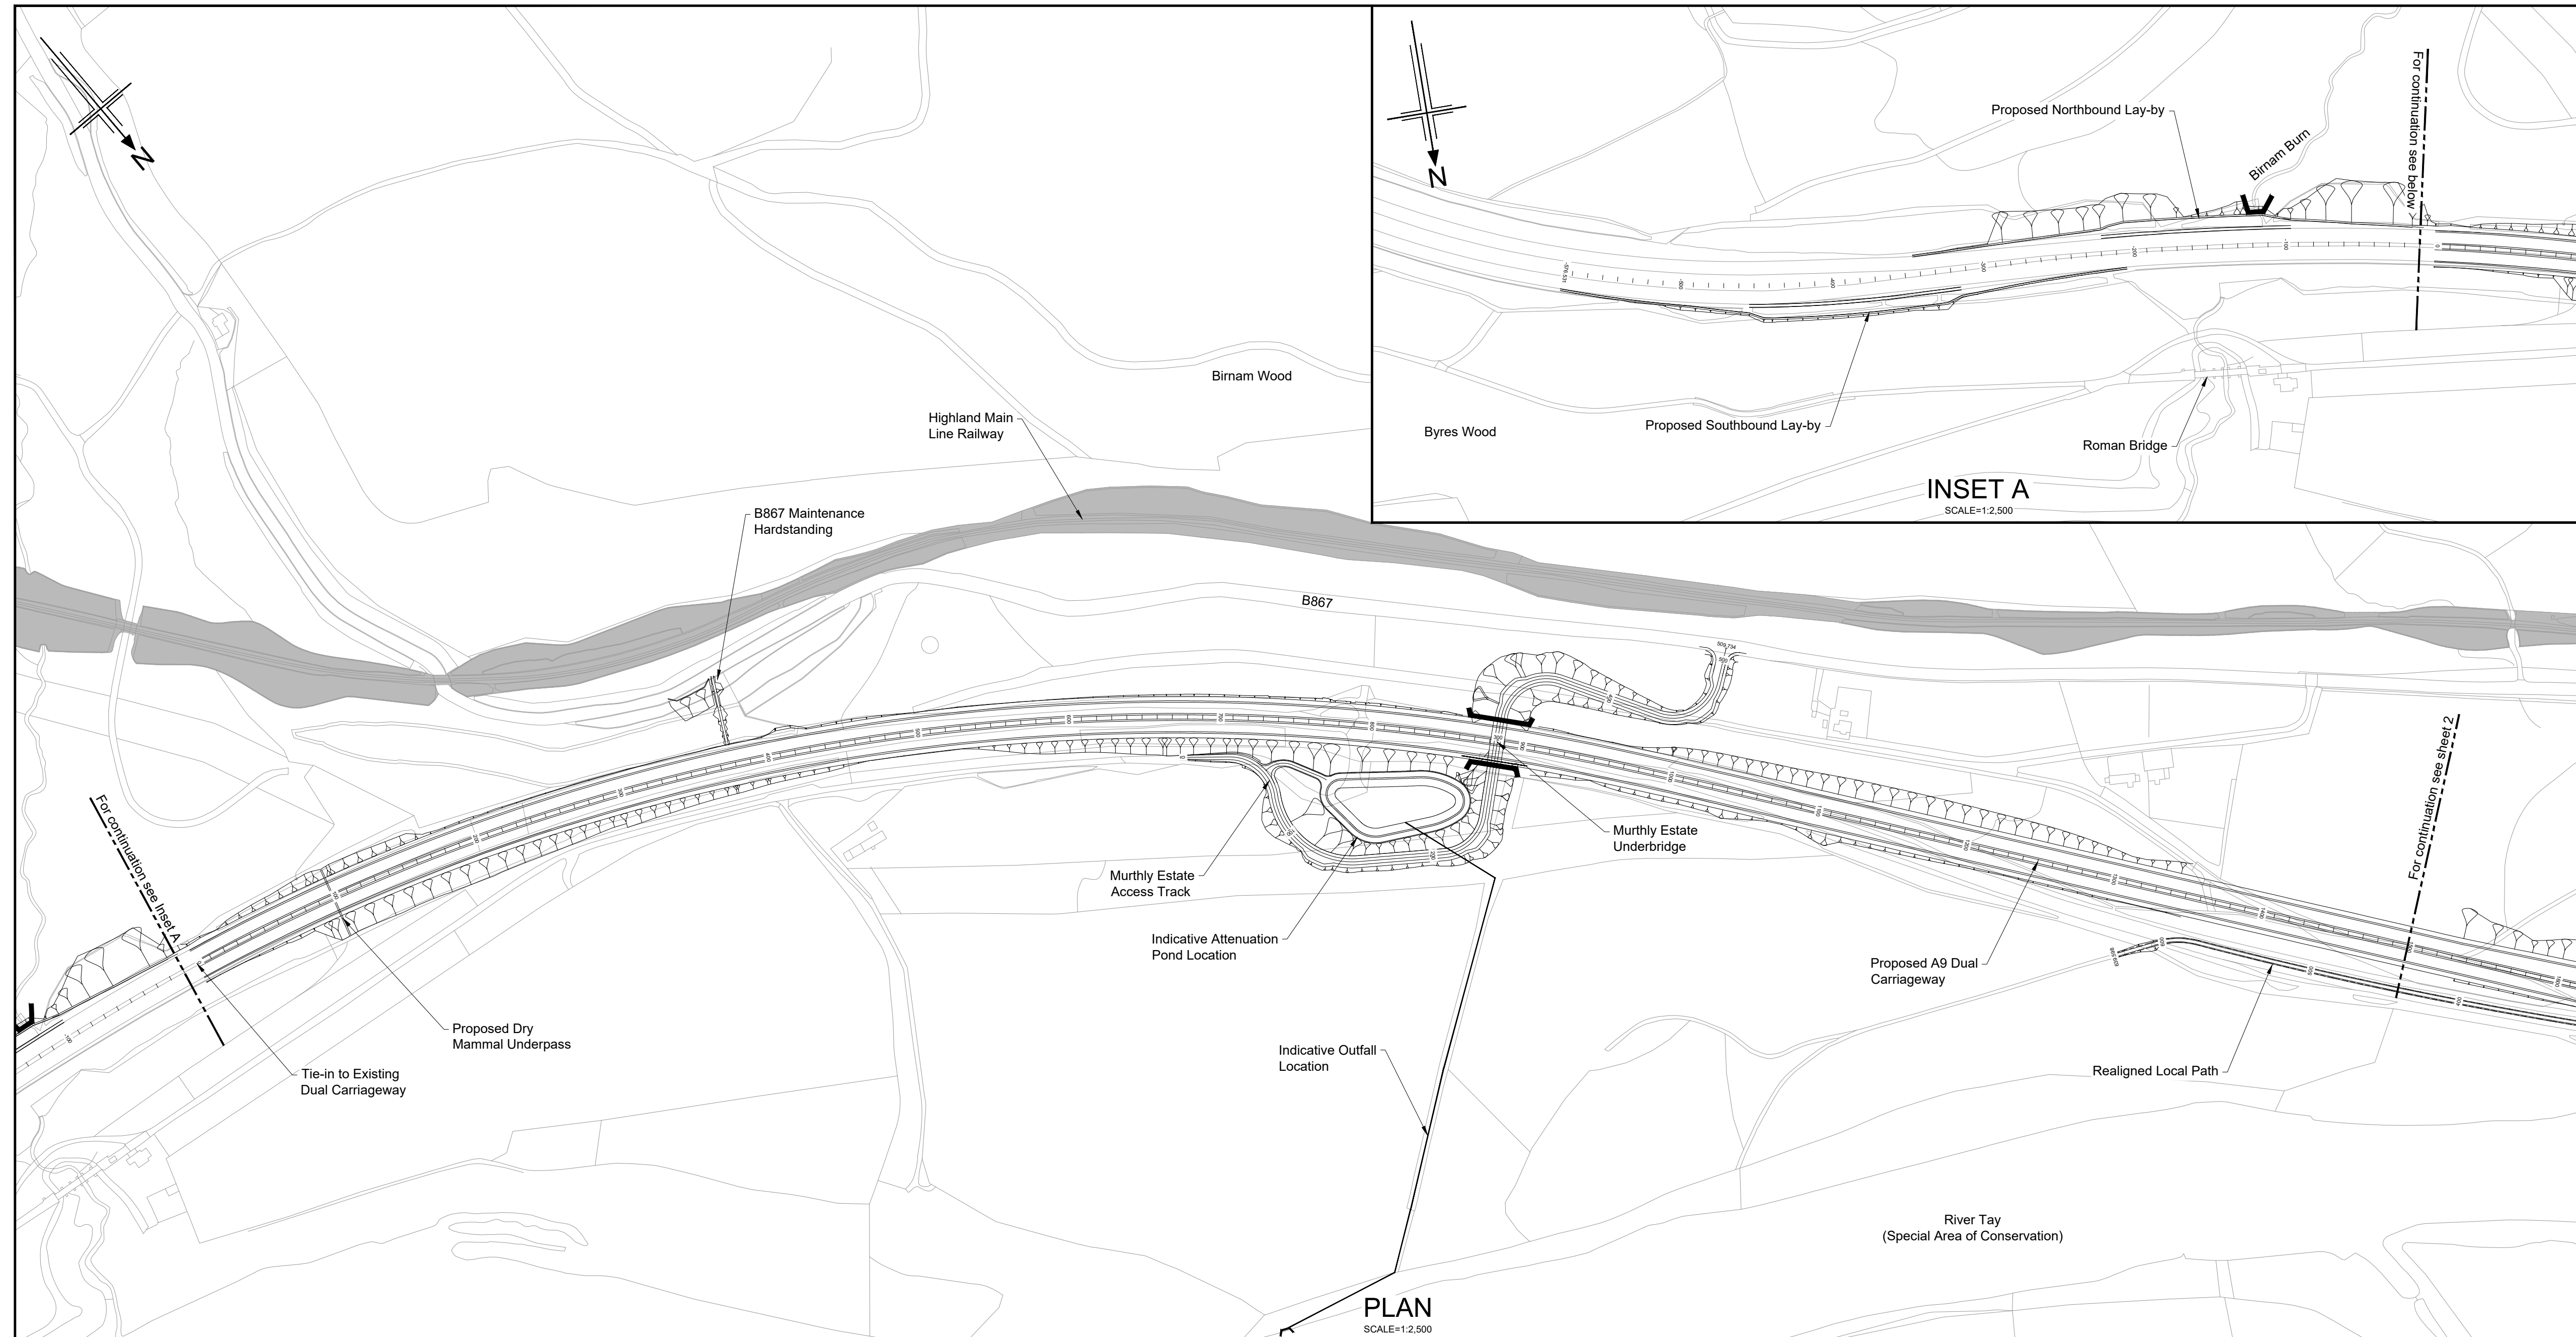 N
Birnam Wood
Highland Main
Line Railway
B867 Maintenance
Hardstanding
B867
For continuation see Inset A
Proposed Dry
Mammal Underpass
Tie-in to Existing
Dual Carriageway
Murthly Estate
Access Track
Indicative Attenuation
Pond Location
Murthly Estate
Underbridge
Indicative Outfall
Location
Proposed A9 Dual
Carriageway
Realigned Local Path
For continuation see sheet 2
River Tay
(Special Area of Conservation)
PLAN
SCALE=1:2,500
N
Proposed Northbound Lay-by
Birnam Burn
For continuation see below
Proposed Southbound Lay-by
Byres Wood
Roman Bridge
INSET A
SCALE=1:2,500